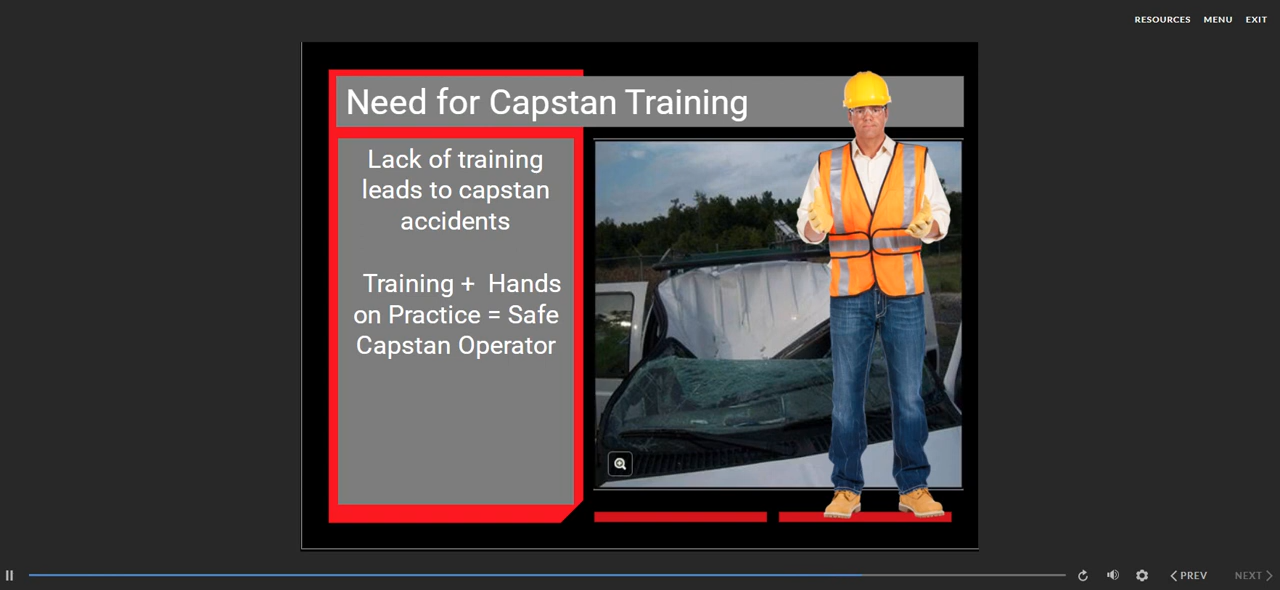 RESOURCES MENU EXIT
Need for Capstan Training
Lack of training
leads to capstan
accidents
Training + Hands
on Practice = Safe
Capstan Operator
PREV NEXT